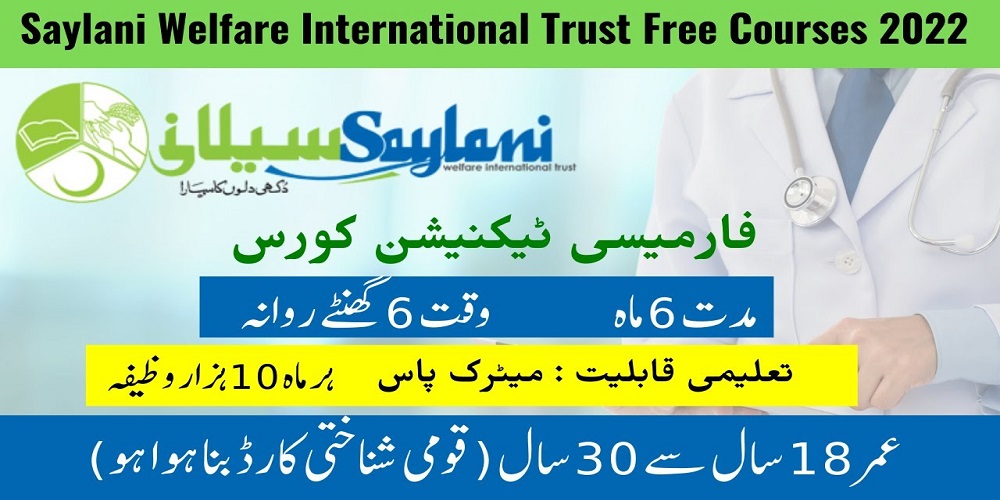 Saylani Welfare International Trust Free Courses 2022
سیلانی Saylani
welfare international trust
دُکھی دلوں کا سہارا
فارمیسی ٹیکنیشن کورس
مدت 6 ماہ وقت 6 گھنٹے روانہ
تعلیمی قابلیت : میٹرک پاس ہر ماہ 10 ہزار وظیفہ
عمر 18 سال سے 30 سال ( قومی شناختی کارڈ بنا ہوا ہو )